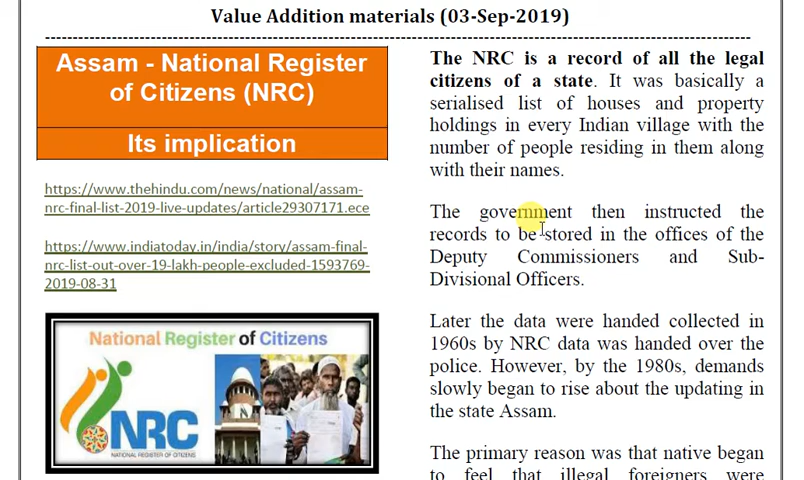 Value Addition materials (03-Sep-2019)
Assam - National Register
of Citizens (NRC)
Its implication
https://www.thehindu.com/news/national/assam-
nrc-final-list-2019-live-updates/article29307171.ece
https://www.indiatoday.in/india/story/assam-final-
nrc-list-out-over-19-lakh-people-excluded-1593769-
2019-08-31
National Register of Citizens
NRC
NATIONAL REGISTER OF CITIZENS
The NRC is a record of all the legal
citizens of a state. It was basically a
serialised list of houses and property
holdings in every Indian village with the
number of people residing in them along
with their names.
The government then instructed the
records to be stored in the offices of the
Deputy Commissioners and Sub-
Divisional Officers.
Later the data were handed collected in
1960s by NRC data was handed over the
police. However, by the 1980s, demands
slowly began to rise about the updating in
the state Assam.
The primary reason was that native began
to feel that illegal foreigners were